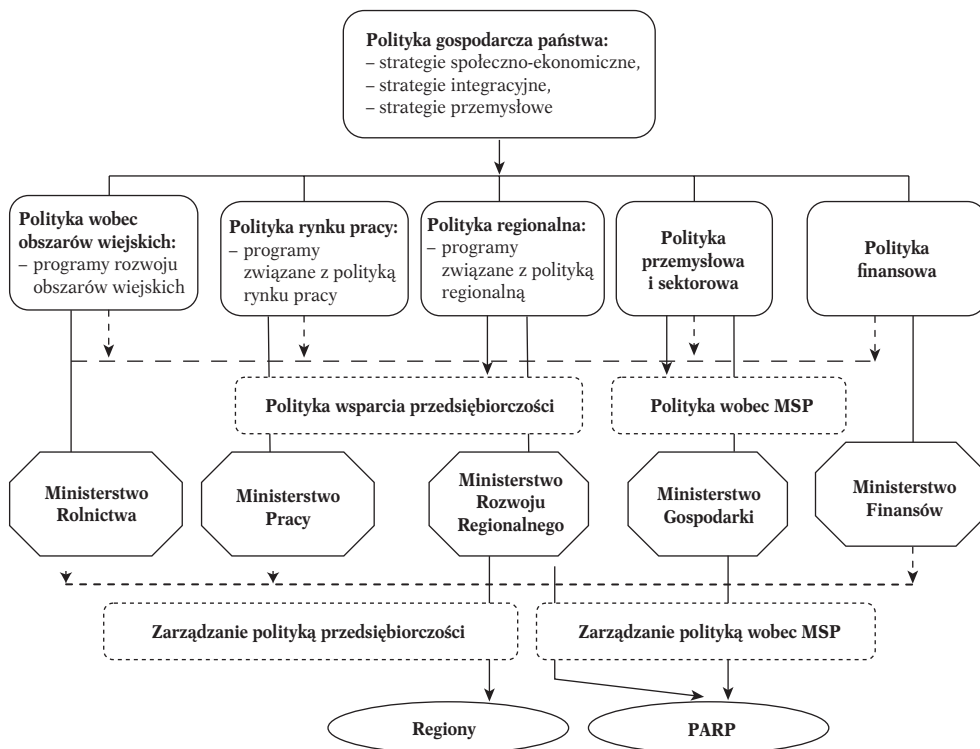 Polityka gospodarcza państwa:
– strategie społeczno-ekonomiczne,
– strategie integracyjne,
– strategie przemysłowe
Polityka wobec
obszarów wiejskich:
– programy rozwoju
obszarów wiejskich
Polityka rynku pracy:
– programy
związane z polityką
rynku pracy
Polityka regionalna:
– programy
związane z polityką
regionalną
Polityka
przemysłowa
i sektorowa
Polityka
finansowa
Polityka wsparcia przedsiębiorczości
Polityka wobec MSP
Ministerstwo
Rolnictwa
Ministerstwo
Pracy
Ministerstwo
Rozwoju
Regionalnego
Ministerstwo
Gospodarki
Ministerstwo
Finansów
Zarządzanie polityką przedsiębiorczości
Zarządzanie polityką wobec MSP
Regiony
PARP